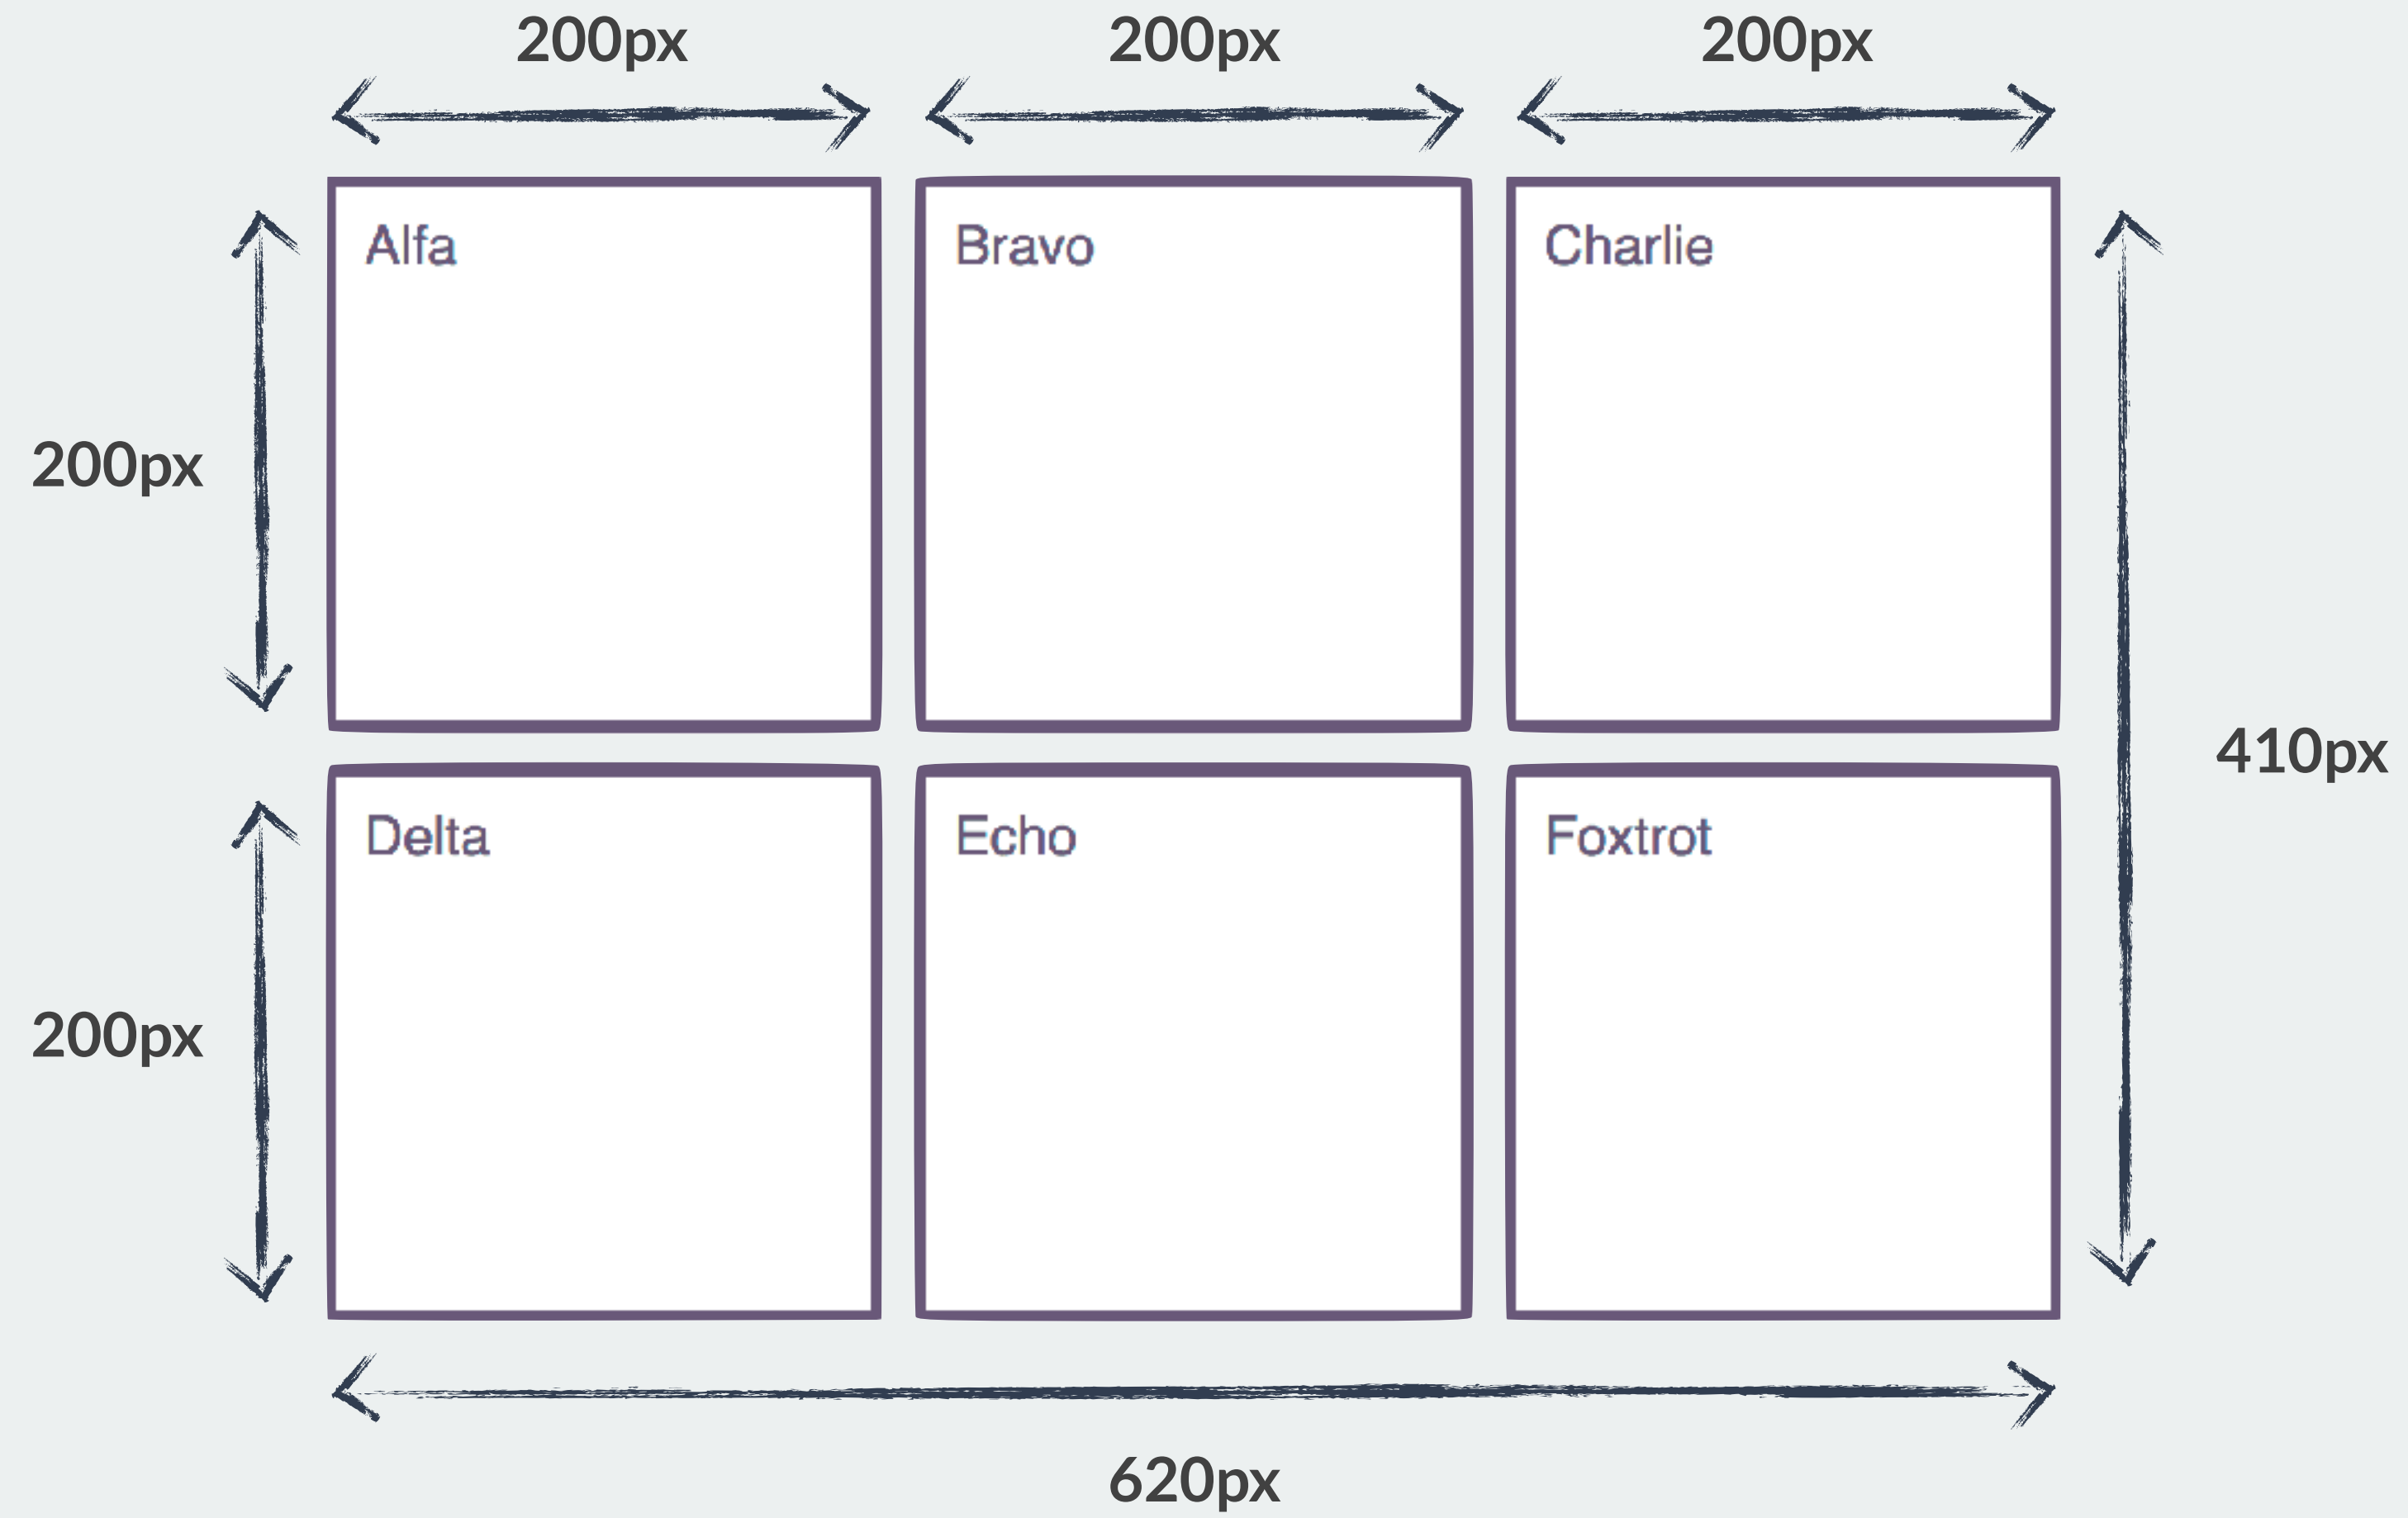 200px 200px 200px
Alfa Bravo Charlie
200px
410px
Delta Echo Foxtrot
200px
620px